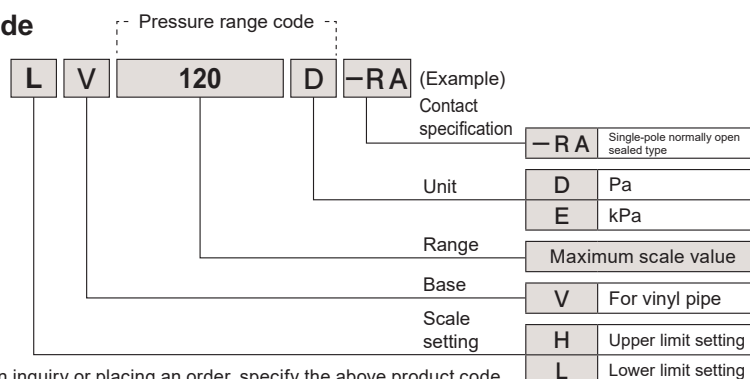 de
Pressure range code
L V 120 D －RA (Example)
Contact
specification
－RA Single-pole normally open
sealed type
Unit D Pa
E kPa
Range Maximum scale value
Base V For vinyl pipe
Scale
setting H Upper limit setting
L Lower limit setting
n inquiry or placing an order, specify the above product code